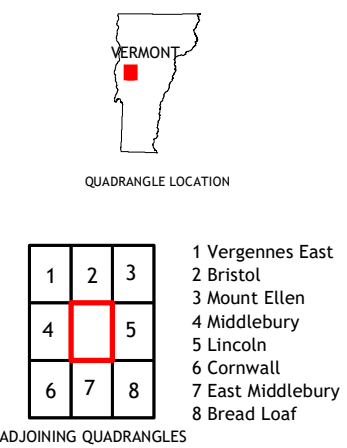 VERMONT
QUADRANGLE LOCATION
1 2 3
4 5
6 7 8
1 Vergennes East
2 Bristol
3 Mount Ellen
4 Middlebury
5 Lincoln
6 Cornwall
7 East Middlebury
8 Bread Loaf
ADJOINING QUADRANGLES